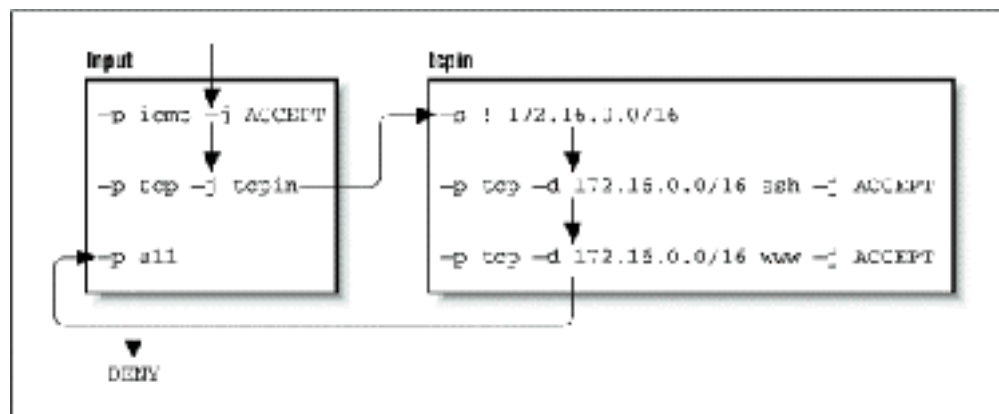 Input
-p icmp -j ACCEPT
-p tcp -j tcpin
-p all
DENY
tcpin
-s ! 172.16.0.0/16
-p tcp -d 172.16.0.0/16 ssh -j ACCEPT
-p tcp -d 172.16.0.0/16 www -j ACCEPT